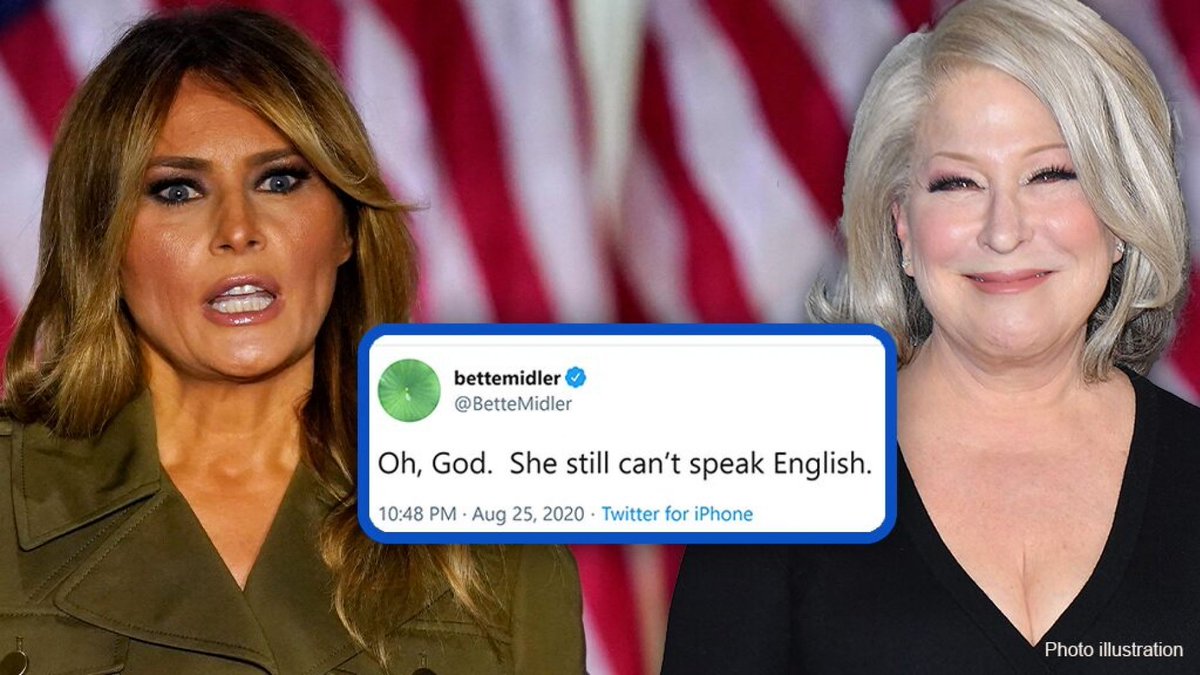 bettemidler
@BetteMidler
Oh, God. She still can’t speak English.
10:48 PM · Aug 25, 2020 · Twitter for iPhone
Photo illustration